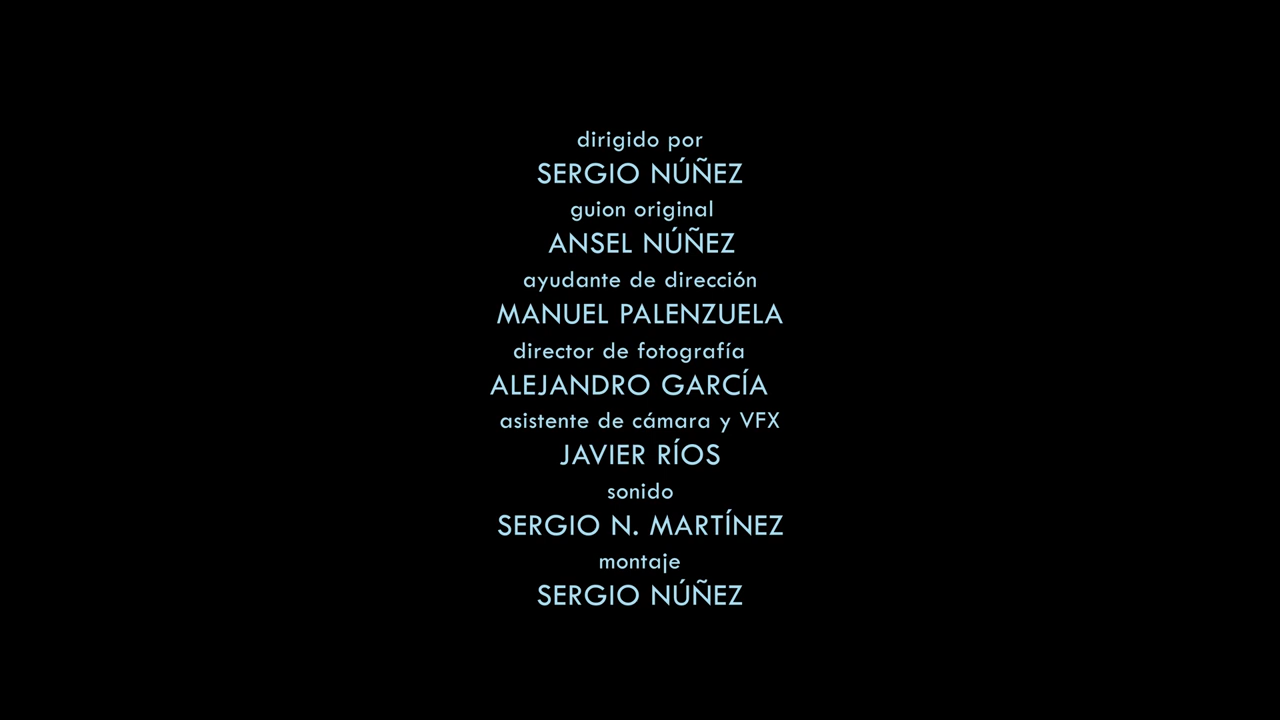 dirigido por
SERGIO NÚÑEZ
guion original
ANSEL NÚÑEZ
ayudante de dirección
MANUEL PALENZUELA
director de fotografía
ALEJANDRO GARCÍA
asistente de cámara y VFX
JAVIER RÍOS
sonido
SERGIO N. MARTÍNEZ
montaje
SERGIO NÚÑEZ